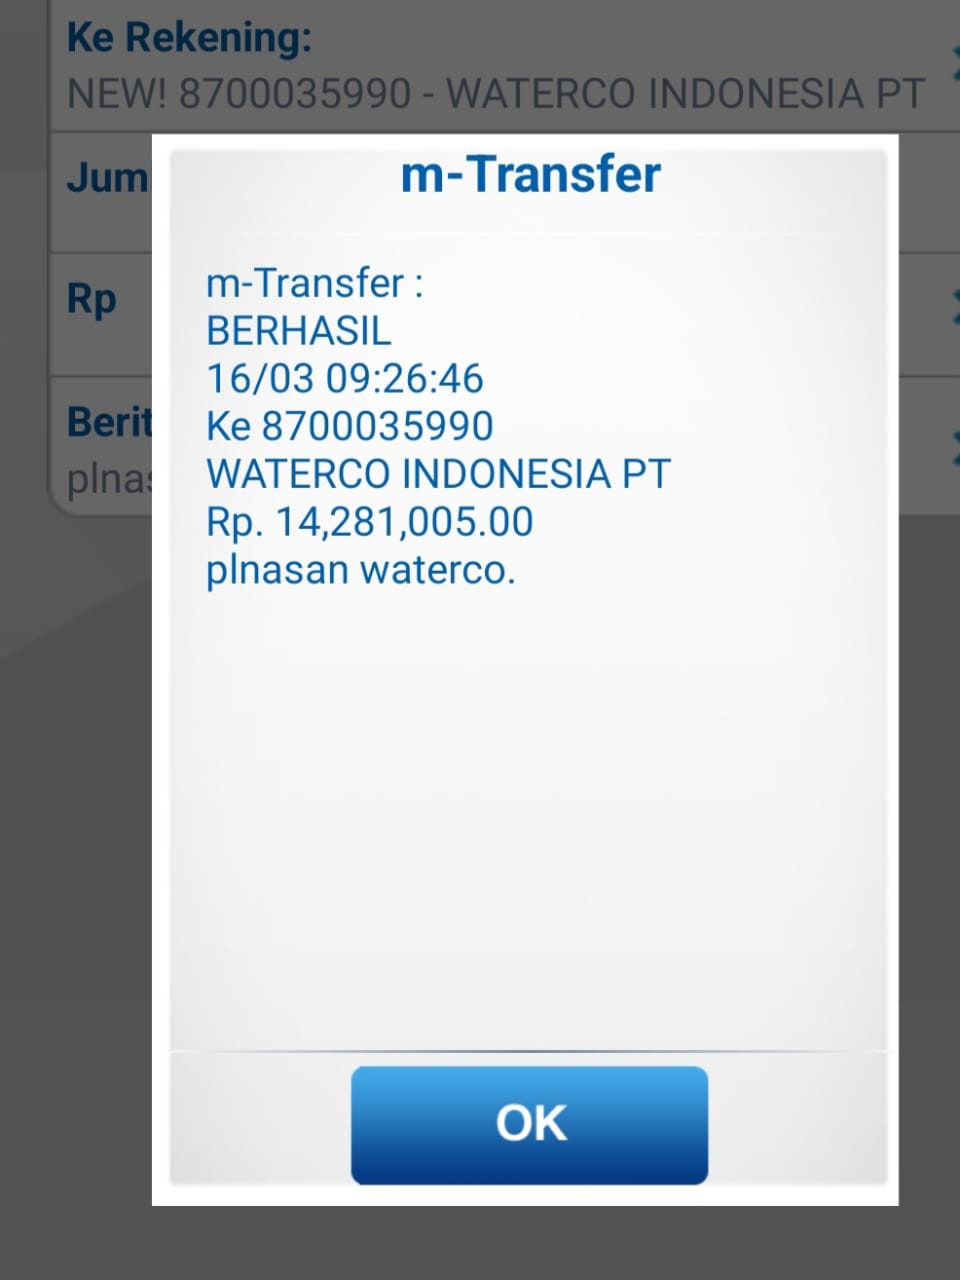 Ke Rekening:
NEW! 8700035990 - WATERCO INDONESIA PT
m-Transfer
Jum
m-Transfer :
Rp
BERHASIL
16/03 09:26:46
Berit
Ke 8700035990
plnas
WATERCO INDONESIA PT
Rp. 14,281,005.00
plnasan waterco.
OK